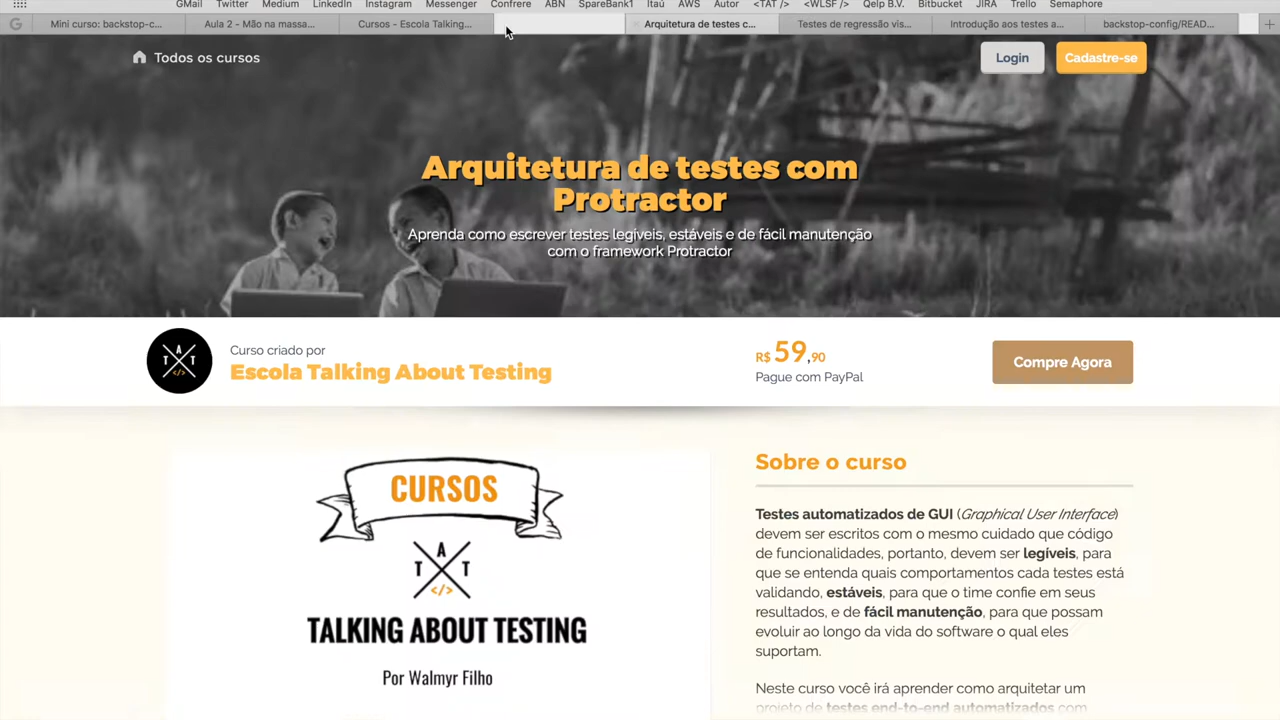 GMail Twitter Medium LinkedIn Instagram Messenger Confrere ABN SpareBank1 Itaú AWS Autor <TAT /> <WLSF /> Qelp B.V. Bitbucket JIRA Trello Semaphore
G Mini curso: backstop-c... Aula 2 - Mão na massa... Cursos - Escola Talking... Arquitetura de testes c... Testes de regressão vis... Introdução aos testes a... backstop-config/READ... +
Todos os cursos
Login
Cadastre-se
Arquitetura de testes com
Protractor
Aprenda como escrever testes legíveis, estáveis e de fácil manutenção
com o framework Protractor
A
T T
</>
Curso criado por
Escola Talking About Testing
R$ 59,90
Pague com PayPal
Compre Agora
CURSOS
A
T T
</>
TALKING ABOUT TESTING
Por Walmyr Filho
Sobre o curso
Testes automatizados de GUI (Graphical User Interface)
devem ser escritos com o mesmo cuidado que código
de funcionalidades, portanto, devem ser legíveis, para
que se entenda quais comportamentos cada testes está
validando, estáveis, para que o time confie em seus
resultados, e de fácil manutenção, para que possam
evoluir ao longo da vida do software o qual eles
suportam.
Neste curso você irá aprender como arquitetar um
projeto de testes end-to-end automatizados com